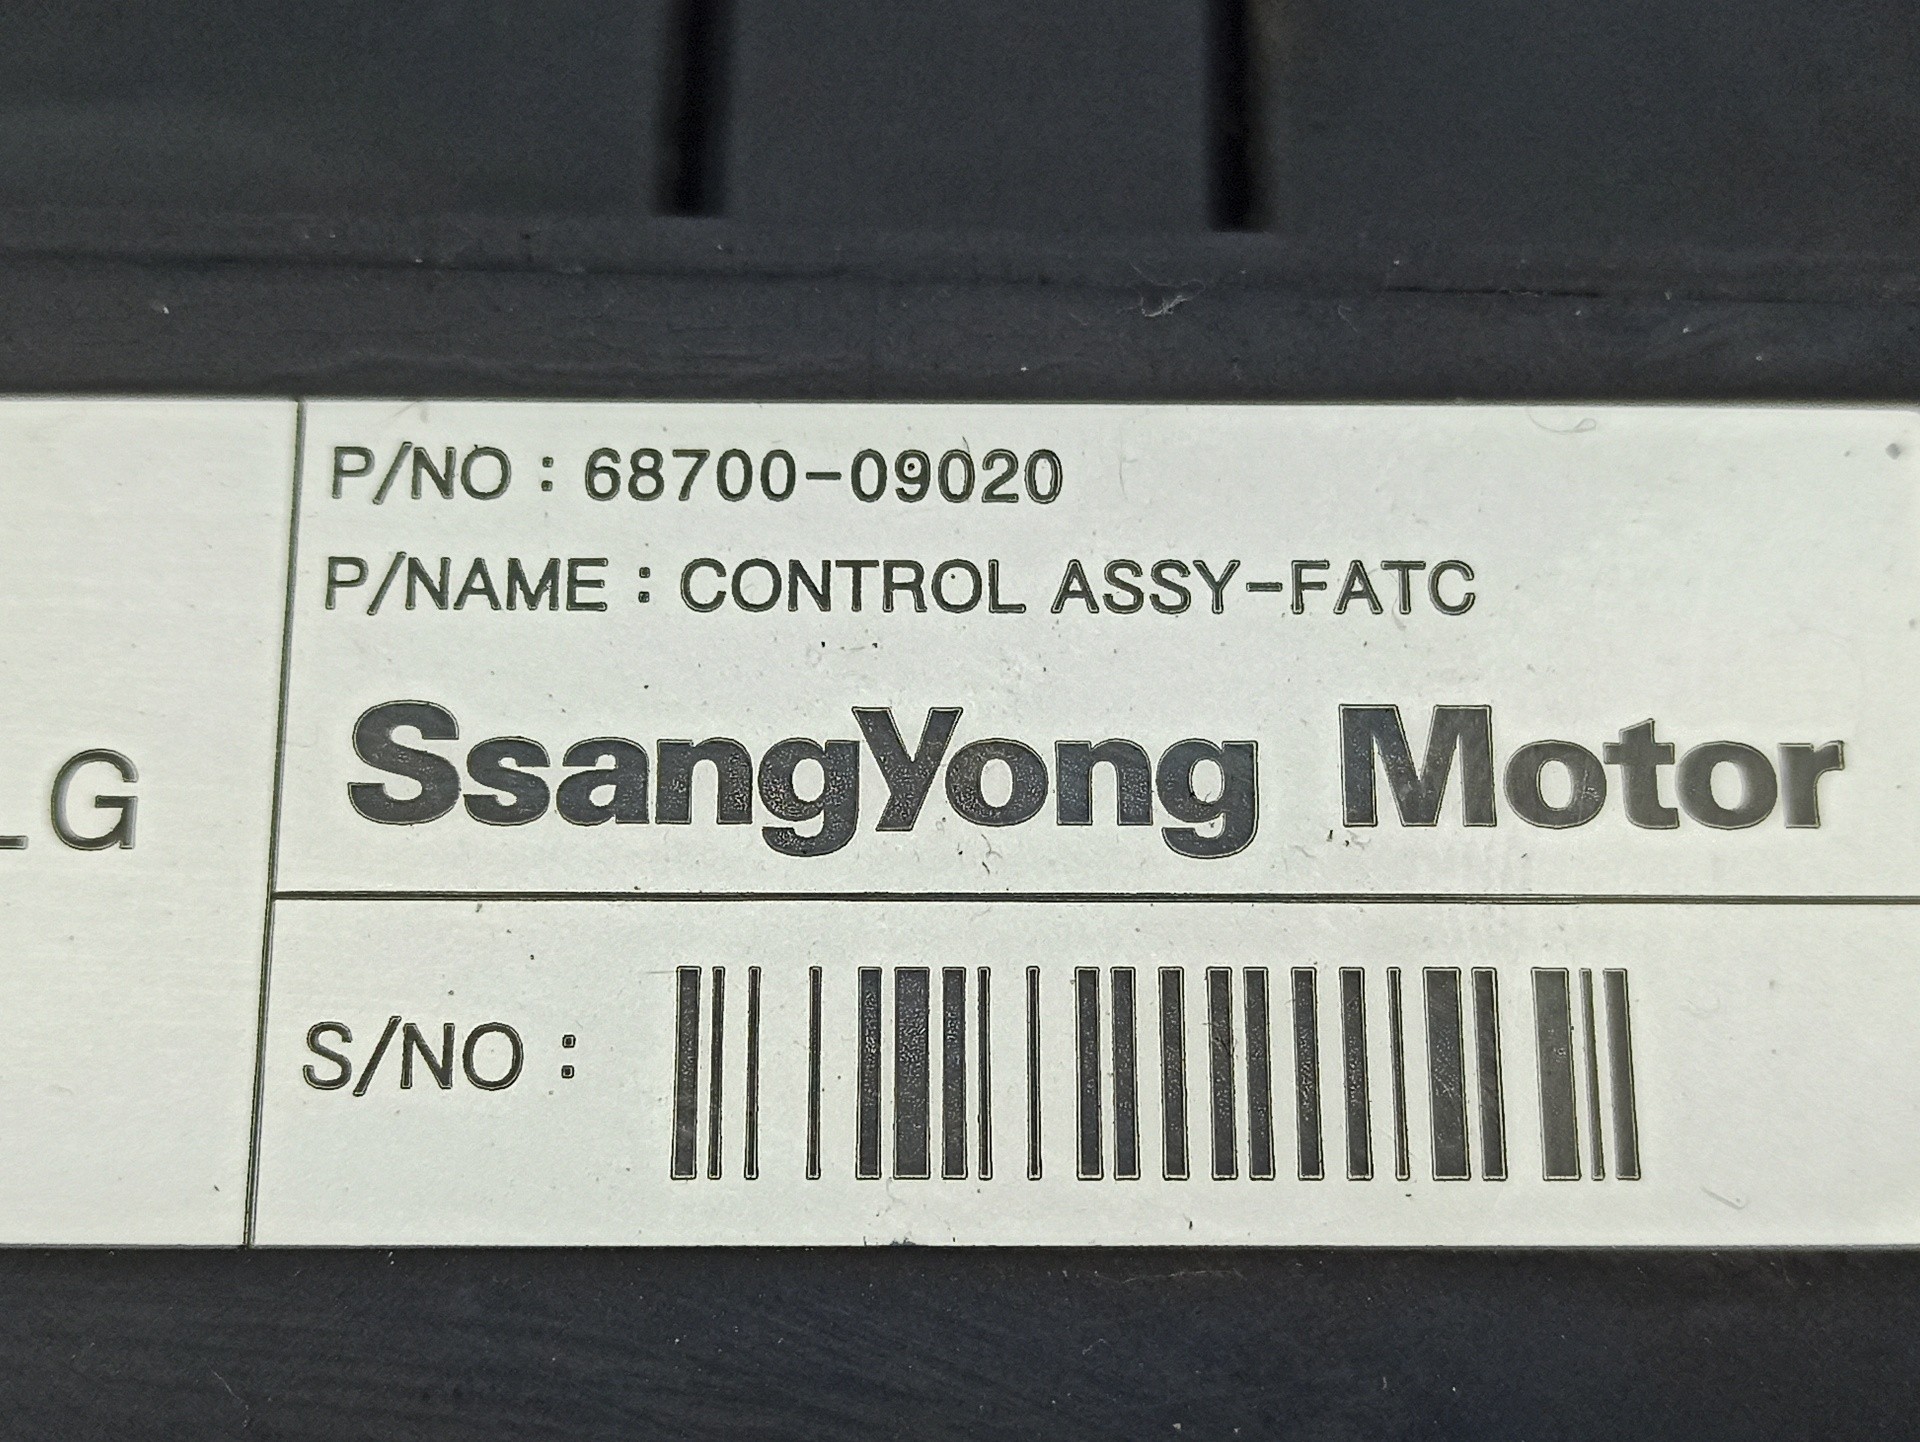 P/NO : 68700-09020
P/NAME : CONTROL ASSY-FATC
SsangYong Motor
LG
S/NO :